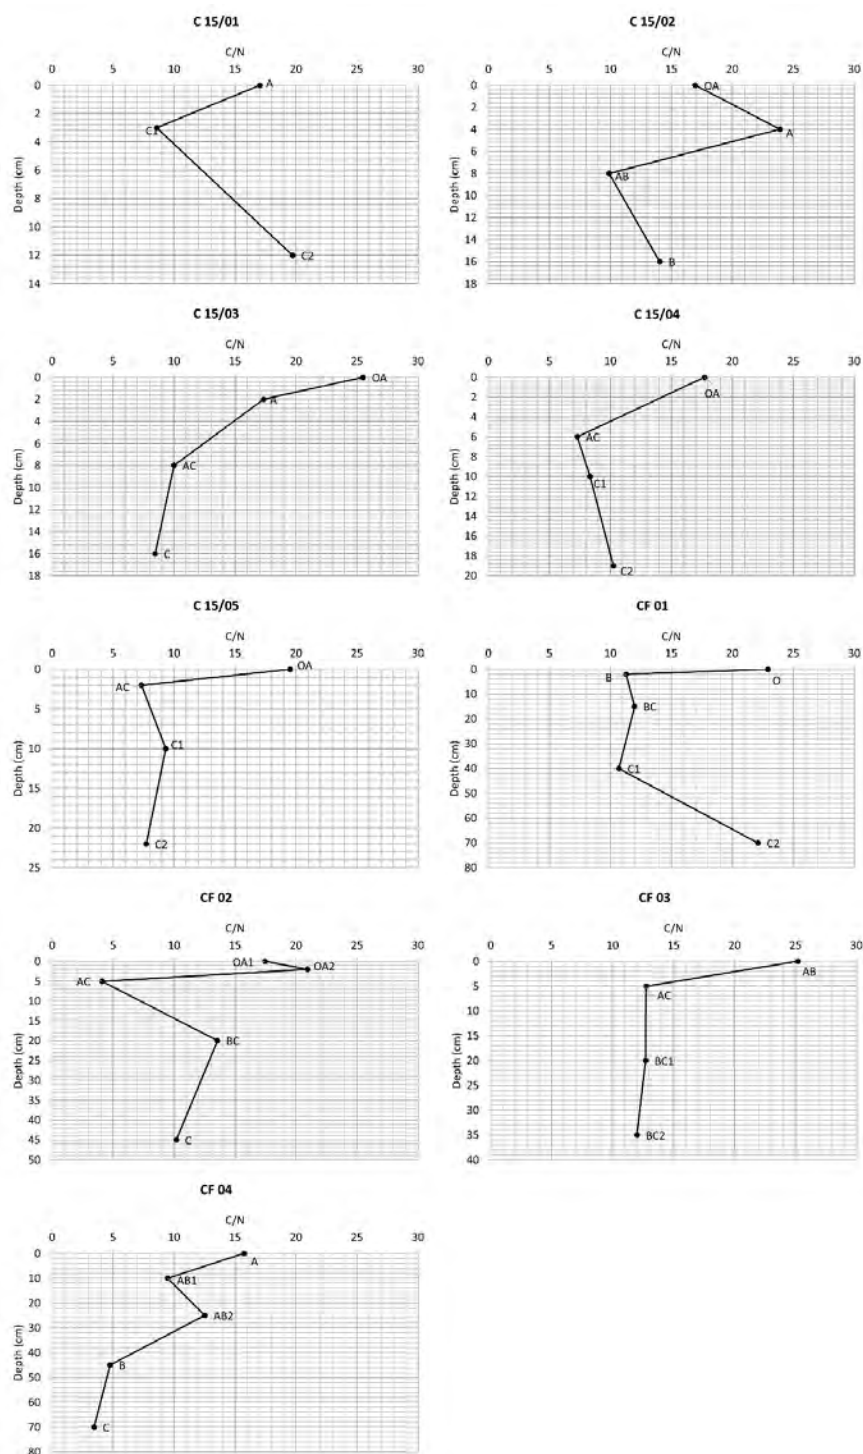 C 15/01
C/N
0 5 10 15 20 25 30
Depth (cm)
0
2
4
6
8
10
12
14
A
C1
C2
C 15/02
C/N
0 5 10 15 20 25 30
Depth (cm)
0
2
4
6
8
10
12
14
16
18
OA
A
AB
B
C 15/03
C/N
0 5 10 15 20 25 30
Depth (cm)
0
2
4
6
8
10
12
14
16
18
OA
A
AC
C
C 15/04
C/N
0 5 10 15 20 25 30
Depth (cm)
0
2
4
6
8
10
12
14
16
18
20
OA
AC
C1
C2
C 15/05
C/N
0 5 10 15 20 25 30
Depth (cm)
0
5
10
15
20
25
OA
AC
C1
C2
CF 01
C/N
0 5 10 15 20 25 30
Depth (cm)
0
10
20
30
40
50
60
70
80
O
B
BC
C1
C2
CF 02
C/N
0 5 10 15 20 25 30
Depth (cm)
0
5
10
15
20
25
30
35
40
45
50
OA1
OA2
AC
BC
C
CF 03
C/N
0 5 10 15 20 25 30
Depth (cm)
0
5
10
15
20
25
30
35
40
AB
AC
BC1
BC2
CF 04
C/N
0 5 10 15 20 25 30
Depth (cm)
0
10
20
30
40
50
60
70
80
A
AB1
AB2
B
C